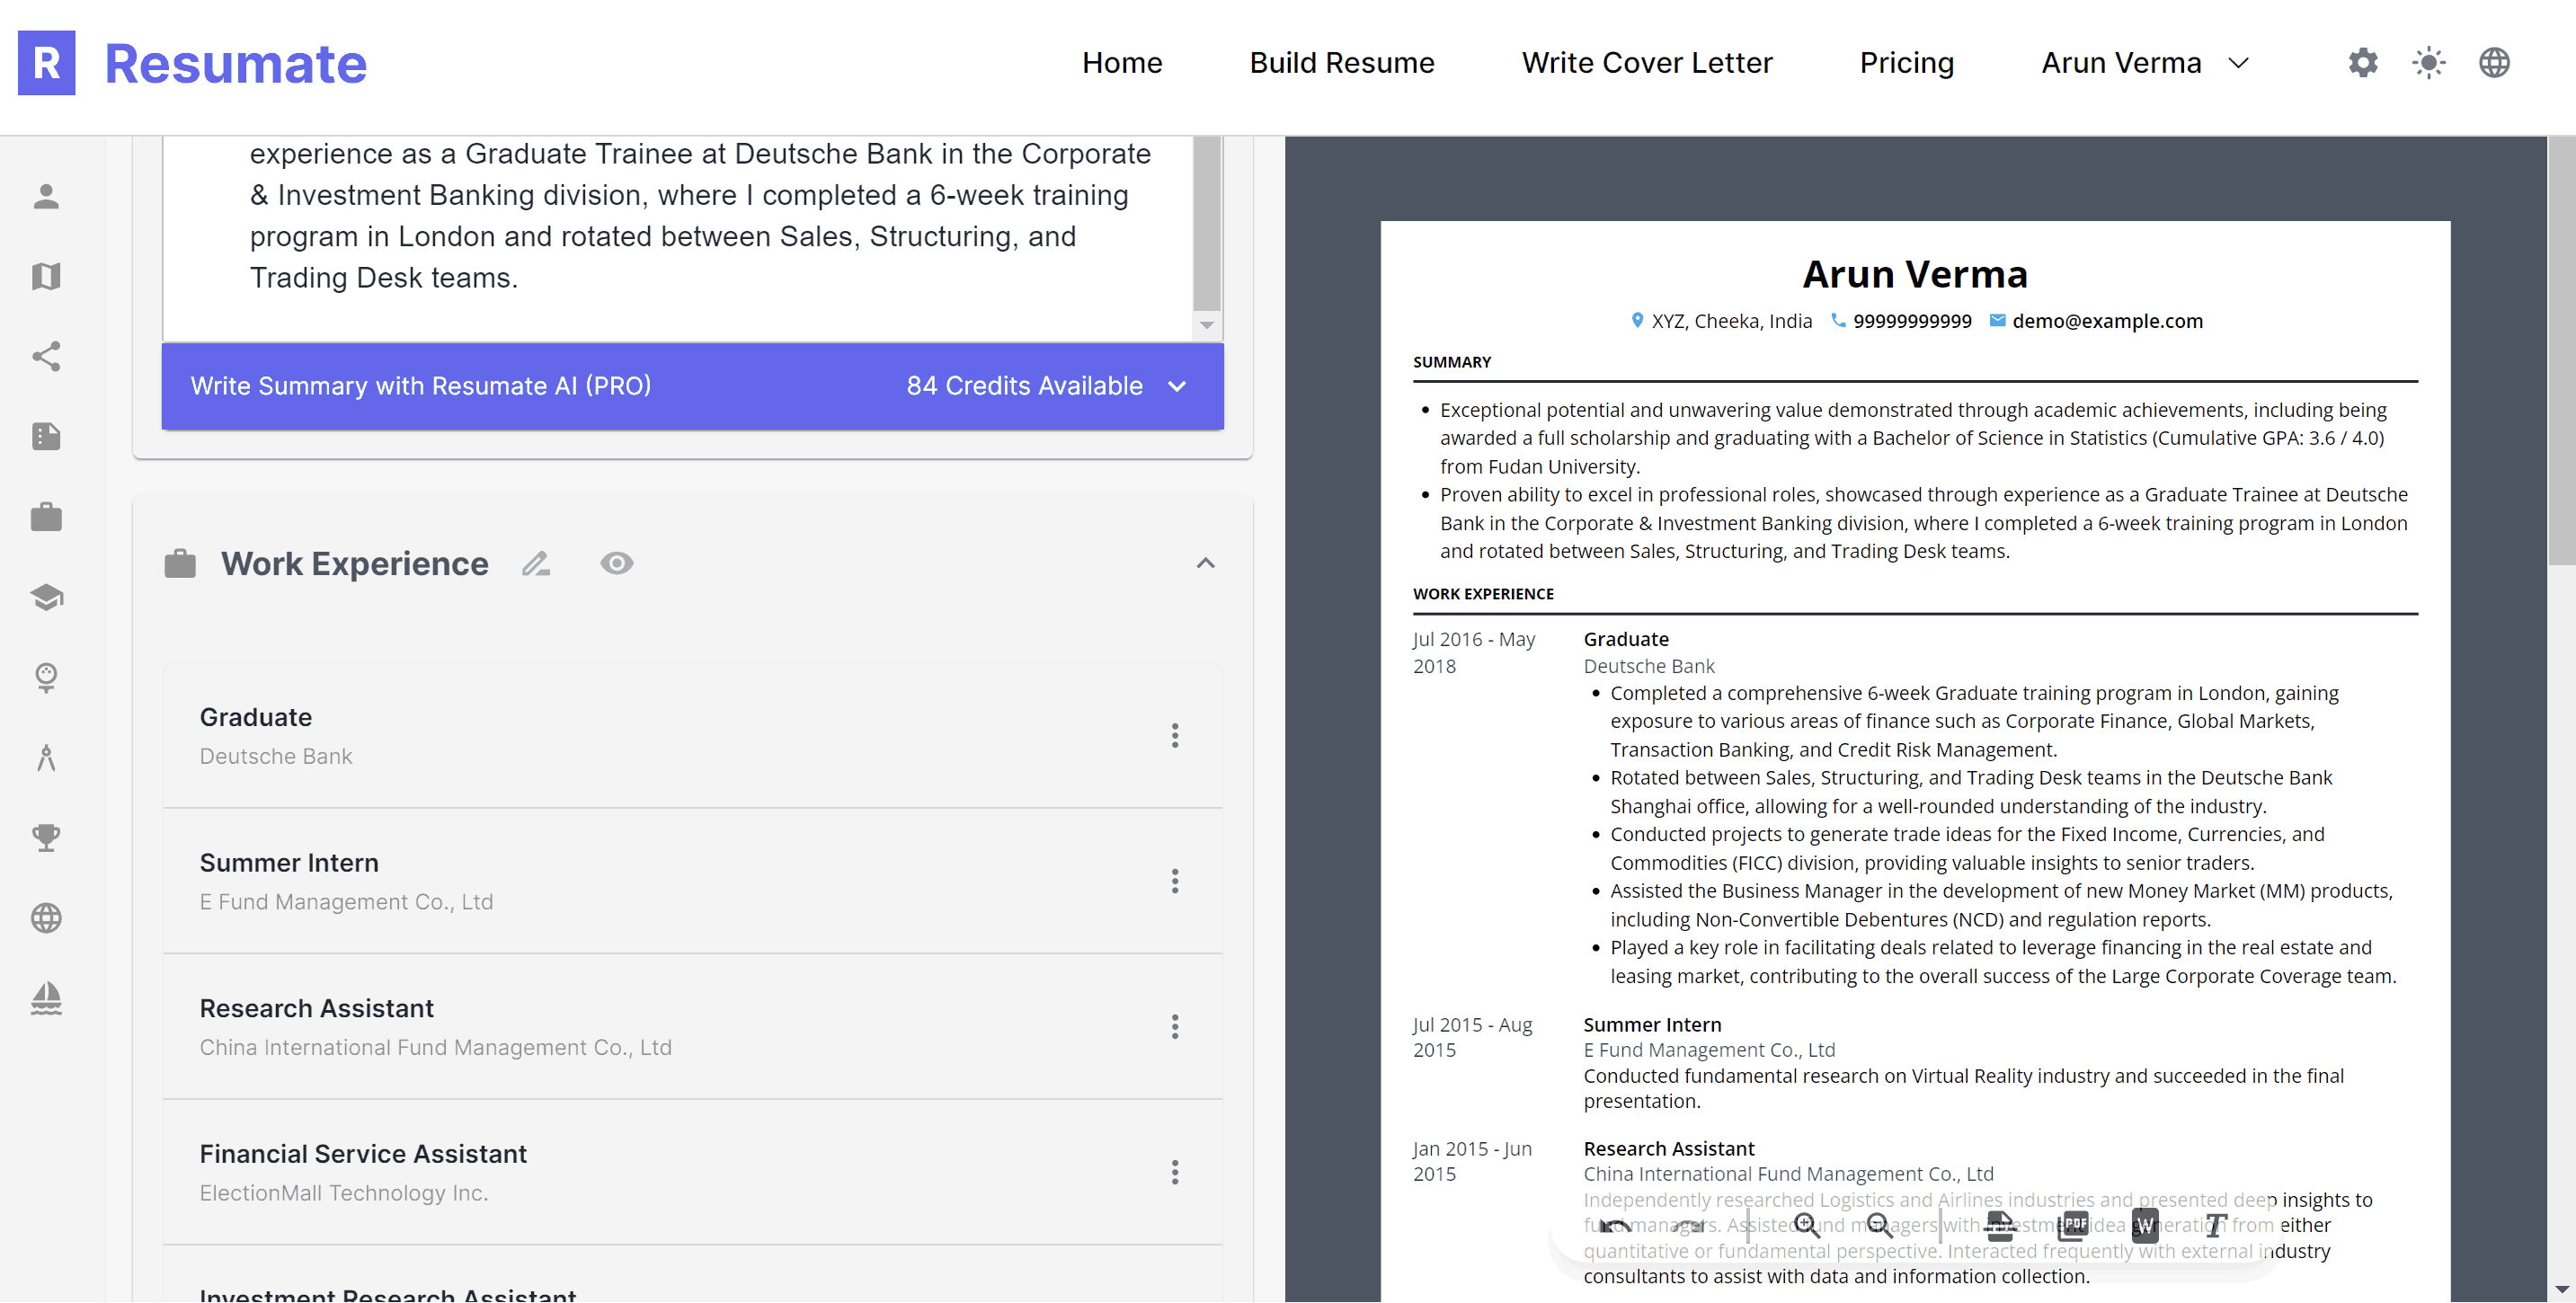 R Resumate
Home Build Resume Write Cover Letter Pricing Arun Verma
experience as a Graduate Trainee at Deutsche Bank in the Corporate
& Investment Banking division, where I completed a 6-week training
program in London and rotated between Sales, Structuring, and
Trading Desk teams.
Write Summary with Resumate AI (PRO) 84 Credits Available
Work Experience
Graduate
Deutsche Bank
Summer Intern
E Fund Management Co., Ltd
Research Assistant
China International Fund Management Co., Ltd
Financial Service Assistant
ElectionMall Technology Inc.
Investment Research Assistant
Arun Verma
XYZ, Cheeka, India 99999999999 demo@example.com
SUMMARY
Exceptional potential and unwavering value demonstrated through academic achievements, including being
awarded a full scholarship and graduating with a Bachelor of Science in Statistics (Cumulative GPA: 3.6 / 4.0)
from Fudan University.
Proven ability to excel in professional roles, showcased through experience as a Graduate Trainee at Deutsche
Bank in the Corporate & Investment Banking division, where I completed a 6-week training program in London
and rotated between Sales, Structuring, and Trading Desk teams.
WORK EXPERIENCE
Jul 2016 - May
2018
Graduate
Deutsche Bank
Completed a comprehensive 6-week Graduate training program in London, gaining
exposure to various areas of finance such as Corporate Finance, Global Markets,
Transaction Banking, and Credit Risk Management.
Rotated between Sales, Structuring, and Trading Desk teams in the Deutsche Bank
Shanghai office, allowing for a well-rounded understanding of the industry.
Conducted projects to generate trade ideas for the Fixed Income, Currencies, and
Commodities (FICC) division, providing valuable insights to senior traders.
Assisted the Business Manager in the development of new Money Market (MM) products,
including Non-Convertible Debentures (NCD) and regulation reports.
Played a key role in facilitating deals related to leverage financing in the real estate and
leasing market, contributing to the overall success of the Large Corporate Coverage team.
Jul 2015 - Aug
2015
Summer Intern
E Fund Management Co., Ltd
Conducted fundamental research on Virtual Reality industry and succeeded in the final
presentation.
Jan 2015 - Jun
2015
Research Assistant
China International Fund Management Co., Ltd
Independently researched Logistics and Airlines industries and presented deep insights to
fund managers. Assisted fund managers with investment idea generation from either
quantitative or fundamental perspective. Interacted frequently with external industry
consultants to assist with data and information collection.
PDF W T